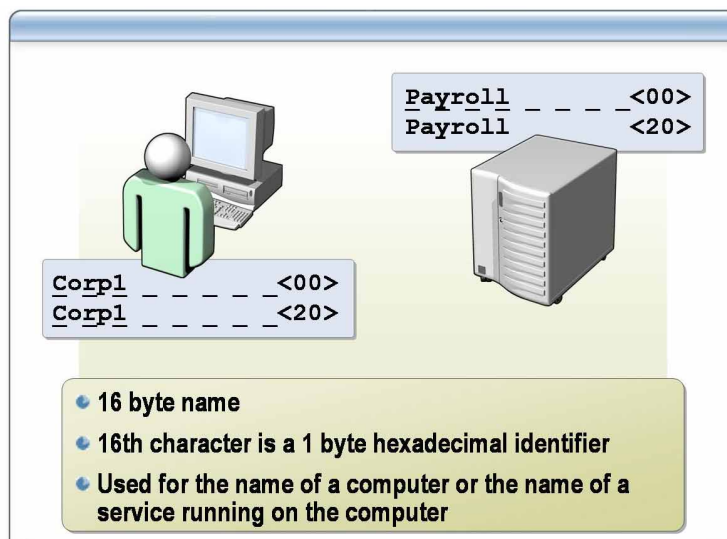 Payroll _ _ _ _<00>
Payroll <20>
Corp1 _ _ _ _ _ _<00>
Corp1 _ _ _ _ _ _<20>
16 byte name
16th character is a 1 byte hexadecimal identifier
Used for the name of a computer or the name of a
service running on the computer